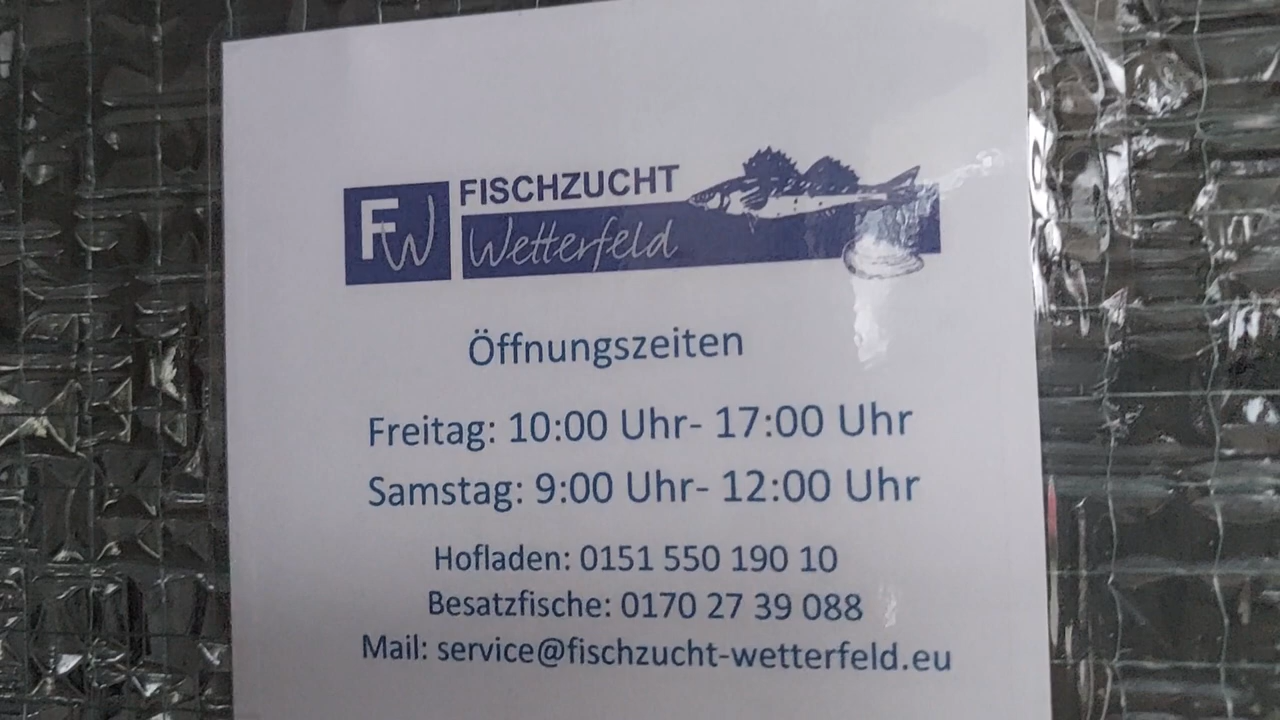 FW
FISCHZUCHT
Wetterfeld
Öffnungszeiten
Freitag: 10:00 Uhr- 17:00 Uhr
Samstag: 9:00 Uhr- 12:00 Uhr
Hofladen: 0151 550 190 10
Besatzfische: 0170 27 39 088
Mail: service@fischzucht-wetterfeld.eu